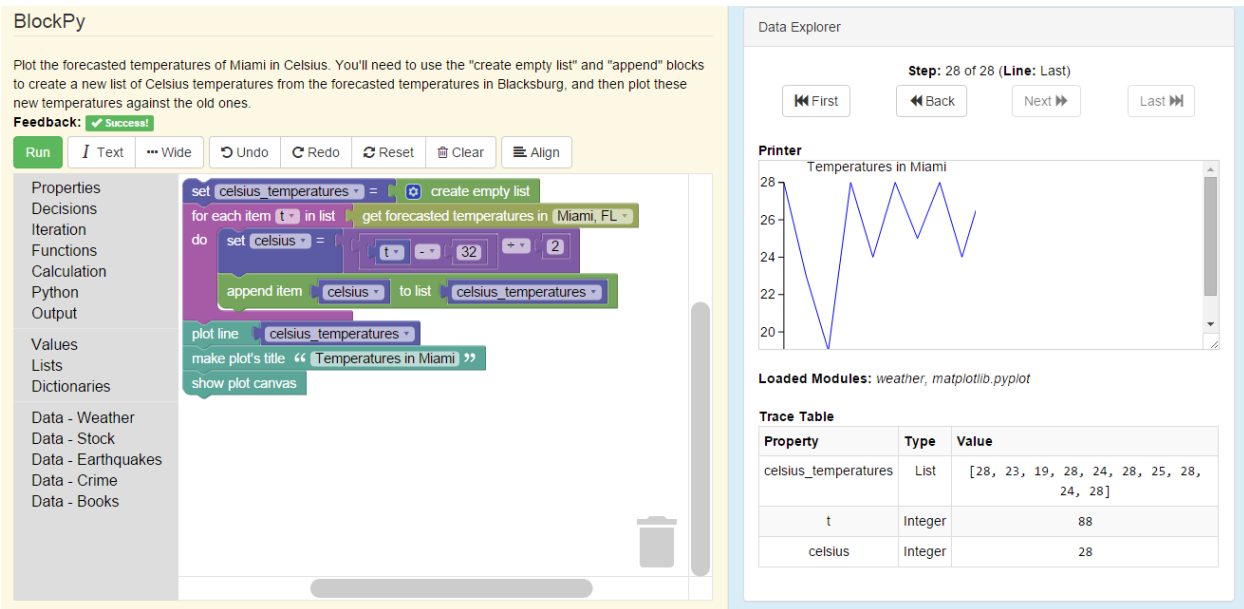 BlockPy
Plot the forecasted temperatures of Miami in Celsius. You'll need to use the "create empty list" and "append" blocks
to create a new list of Celsius temperatures from the forecasted temperatures in Blacksburg, and then plot these
new temperatures against the old ones.
Feedback: ✔ Success!
Run Text Wide Undo Redo Reset Clear Align
Properties
Decisions
Iteration
Functions
Calculation
Python
Output
Values
Lists
Dictionaries
Data - Weather
Data - Stock
Data - Earthquakes
Data - Crime
Data - Books
set celsius_temperatures = create empty list
for each item t in list get forecasted temperatures in Miami, FL
do set celsius = t - 32 ÷ 2
append item celsius to list celsius_temperatures
plot line celsius_temperatures
make plot's title “ Temperatures in Miami ”
show plot canvas
Data Explorer
Step: 28 of 28 (Line: Last)
First Back Next Last
Printer
Temperatures in Miami
28
26
24
22
20
Loaded Modules: weather, matplotlib.pyplot
Trace Table
Property Type Value
celsius_temperatures List [28, 23, 19, 28, 24, 28, 25, 28,
24, 28]
t Integer 88
celsius Integer 28